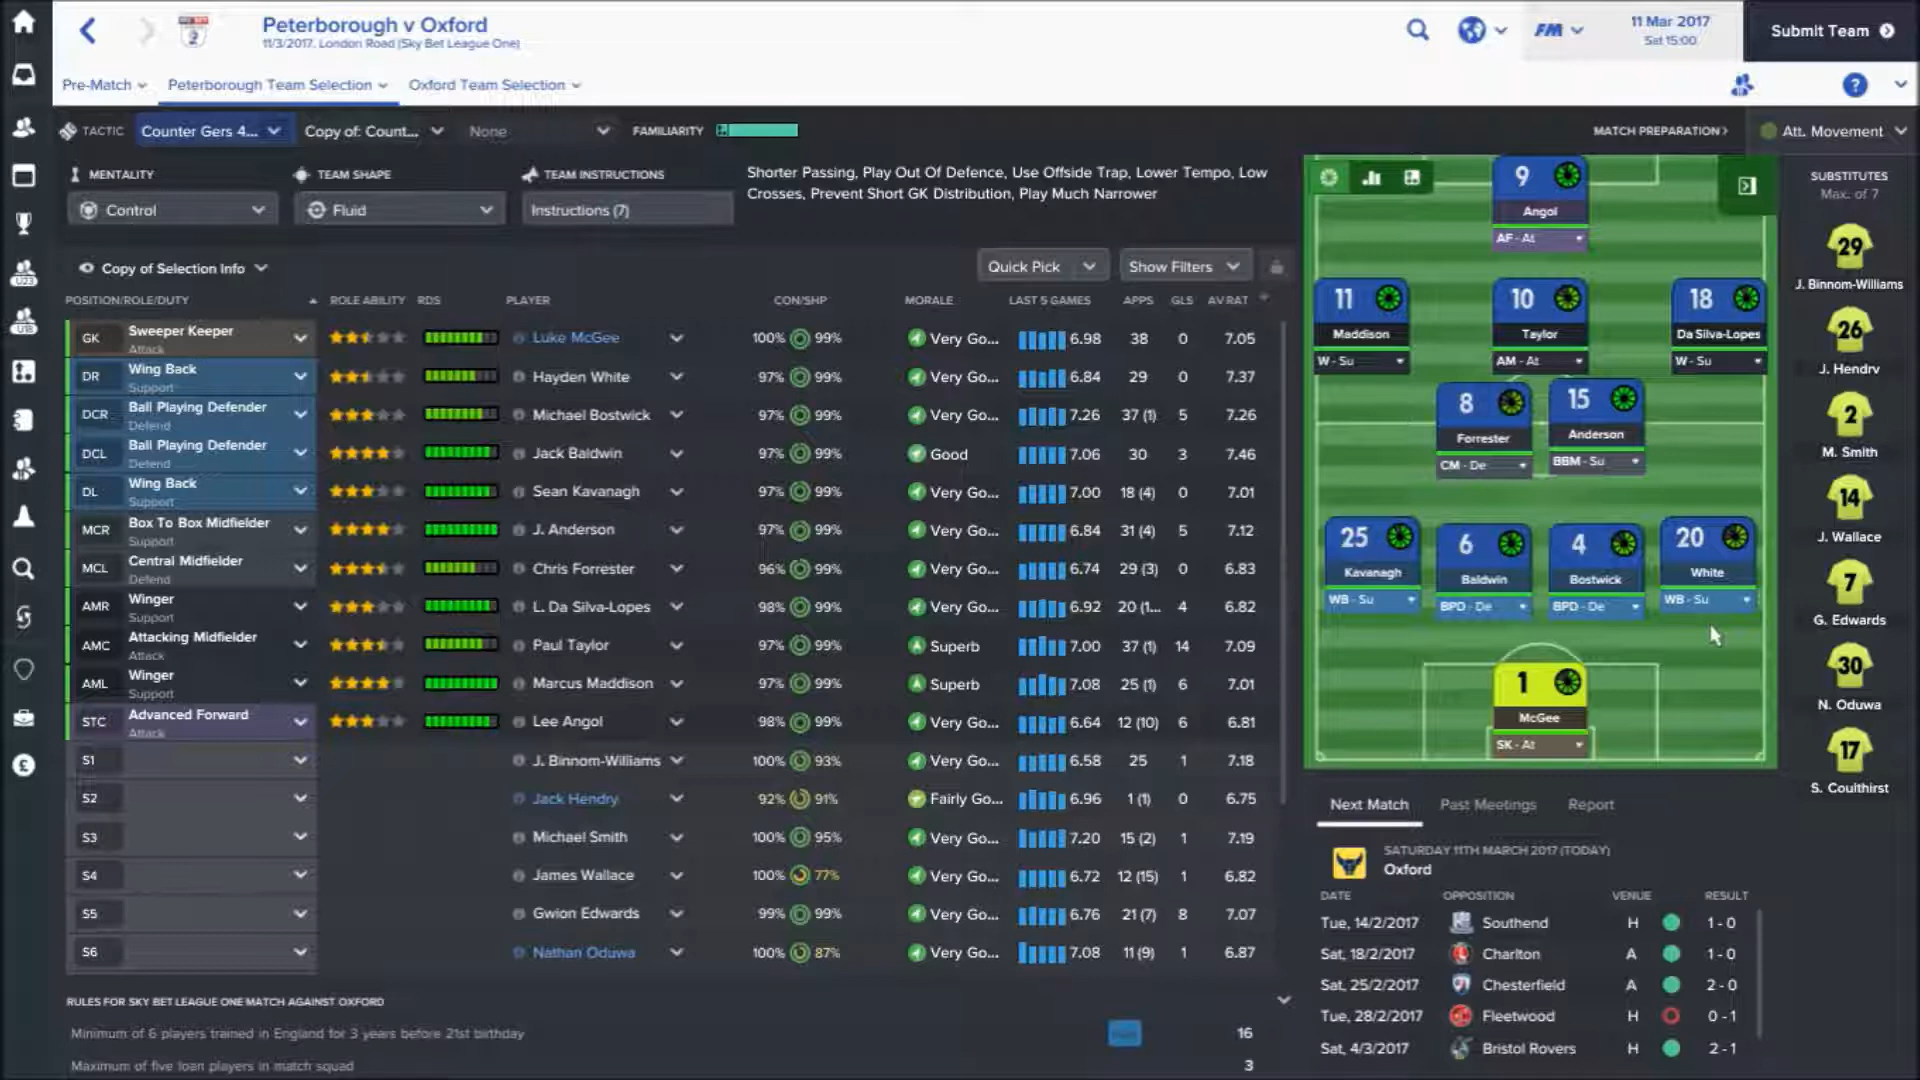 Peterborough v Oxford
11/3/2017. London Road (Sky Bet League One)
11 Mar 2017
Sat 15:00
Submit Team
FM
Pre-Match
Peterborough Team Selection
Oxford Team Selection
TACTIC
Counter Gers 4...
Copy of: Count...
None
FAMILIARITY
MATCH PREPARATION>
Att. Movement
MENTALITY
Control
TEAM SHAPE
Fluid
TEAM INSTRUCTIONS
Instructions (7)
Shorter Passing, Play Out Of Defence, Use Offside Trap, Lower Tempo, Low
Crosses, Prevent Short GK Distribution, Play Much Narrower
Copy of Selection Info
Quick Pick
Show Filters
POSITION/ROLE/DUTY ROLE ABILITY RDS PLAYER CON/SHP MORALE LAST 5 GAMES APPS GLS AV RAT
GK Sweeper Keeper Attack Luke McGee 100% 99% Very Go... 6.98 38 0 7.05
DR Wing Back Support Hayden White 97% 99% Very Go... 6.84 29 0 7.37
DCR Ball Playing Defender Defend Michael Bostwick 97% 99% Very Go... 7.26 37 (1) 5 7.26
DCL Ball Playing Defender Defend Jack Baldwin 97% 99% Good 7.06 30 3 7.46
DL Wing Back Support Sean Kavanagh 97% 99% Very Go... 7.00 18 (4) 0 7.01
MCR Box To Box Midfielder Support J. Anderson 97% 99% Very Go... 6.84 31 (4) 5 7.12
MCL Central Midfielder Defend Chris Forrester 96% 99% Very Go... 6.74 29 (3) 0 6.83
AMR Winger Support L. Da Silva-Lopes 98% 99% Very Go... 6.92 20 (1... 4 6.82
AMC Attacking Midfielder Attack Paul Taylor 97% 99% Superb 7.00 37 (1) 14 7.09
AML Winger Support Marcus Maddison 97% 99% Superb 7.08 25 (1) 6 7.01
STC Advanced Forward Attack Lee Angol 98% 99% Very Go... 6.64 12 (10) 6 6.81
S1 J. Binnom-Williams 100% 93% Very Go... 6.58 25 1 7.18
S2 Jack Hendry 92% 91% Fairly Go... 6.96 1 (1) 0 6.75
S3 Michael Smith 100% 95% Very Go... 7.20 15 (2) 1 7.19
S4 James Wallace 100% 77% Very Go... 6.72 12 (15) 1 6.82
S5 Gwion Edwards 99% 99% Very Go... 6.76 21 (7) 8 7.07
S6 Nathan Oduwa 100% 87% Very Go... 7.08 11 (9) 1 6.87
RULES FOR SKY BET LEAGUE ONE MATCH AGAINST OXFORD
Minimum of 6 players trained in England for 3 years before 21st birthday 16
Maximum of five loan players in match squad 3
9
Angol
AF - At
11
Maddison
W - Su
10
Taylor
AM - At
18
Da Silva-Lopes
W - Su
8
Forrester
CM - De
15
Anderson
BBM - Su
25
Kavanagh
WB - Su
6
Baldwin
BPD - De
4
Bostwick
BPD - De
20
White
WB - Su
1
McGee
SK - At
SUBSTITUTES
Max. of 7
29
J. Binnom-Williams
26
J. Hendry
2
M. Smith
14
J. Wallace
7
G. Edwards
30
N. Oduwa
17
S. Coulthirst
Next Match
Past Meetings
Report
SATURDAY 11TH MARCH 2017 (TODAY)
Oxford
DATE OPPOSITION VENUE RESULT
Tue, 14/2/2017 Southend H 1 - 0
Sat, 18/2/2017 Charlton A 1 - 0
Sat, 25/2/2017 Chesterfield A 2 - 0
Tue, 28/2/2017 Fleetwood H 0 - 1
Sat, 4/3/2017 Bristol Rovers H 2 - 1